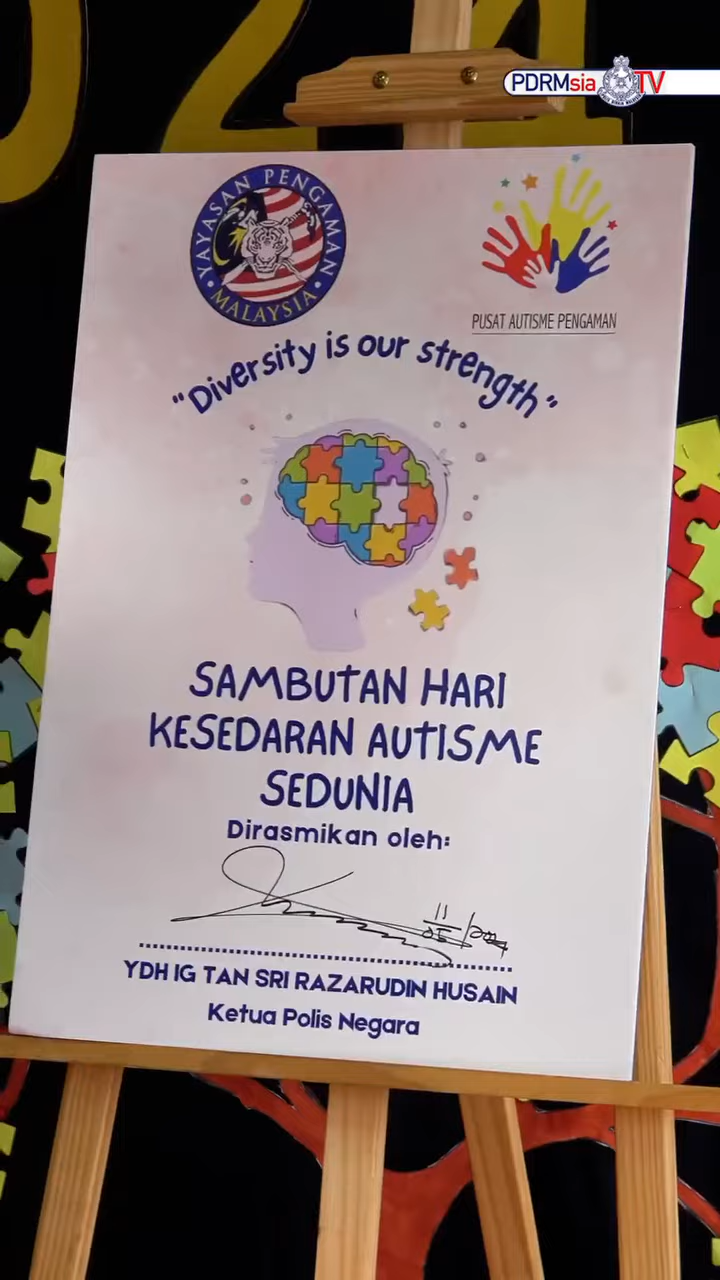 024
PDRMsia TV
YAYASAN PENGAMAN
MALAYSIA
PUSAT AUTISME PENGAMAN
"Diversity is our strength"
SAMBUTAN HARI
KESEDARAN AUTISME
SEDUNIA
Dirasmikan oleh:
YDH IG TAN SRI RAZARUDIN HUSAIN
Ketua Polis Negara